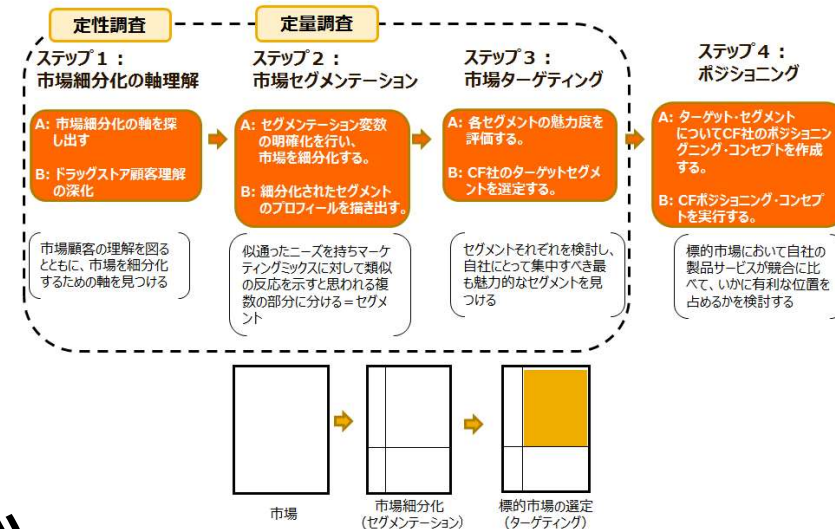 定性調査
定量調査
ステップ1：
市場細分化の軸理解
ステップ2：
市場セグメンテーション
ステップ3：
市場ターゲティング
ステップ4：
ポジショニング
A: 市場細分化の軸を探
し出す
B: ドラッグストア顧客理解
の深化
A: セグメンテーション変数
の明確化を行い、
市場を細分化する。
B: 細分化されたセグメント
のプロフィールを描き出す。
A: 各セグメントの魅力度を
評価する。
B: CF社のターゲットセグメ
ントを選定する。
A: ターゲット・セグメント
についてCF社のポジショニン
グニング・コンセプトを作成
する。
B: CFポジショニング・コンセプ
トを実行する。
市場顧客の理解を図る
とともに、市場を細分化
するための軸を見つける
似通ったニーズを持ちマーケ
ティングミックスに対して類似
の反応を示すと思われる複
数の部分に分ける＝セグメ
ント
セグメントそれぞれを検討し、
自社にとって集中すべき最
も魅力的なセグメントを見
つける
標的市場において自社の
製品サービスが競合に比
べて、いかに有利な位置を
占めるかを検討する
市場
市場細分化
（セグメンテーション）
標的市場の選定
（ターゲティング）